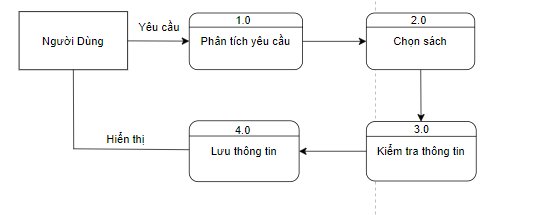 Người Dùng
Yêu cầu
1.0
Phân tích yêu cầu
2.0
Chọn sách
3.0
Kiểm tra thông tin
4.0
Lưu thông tin
Hiển thị